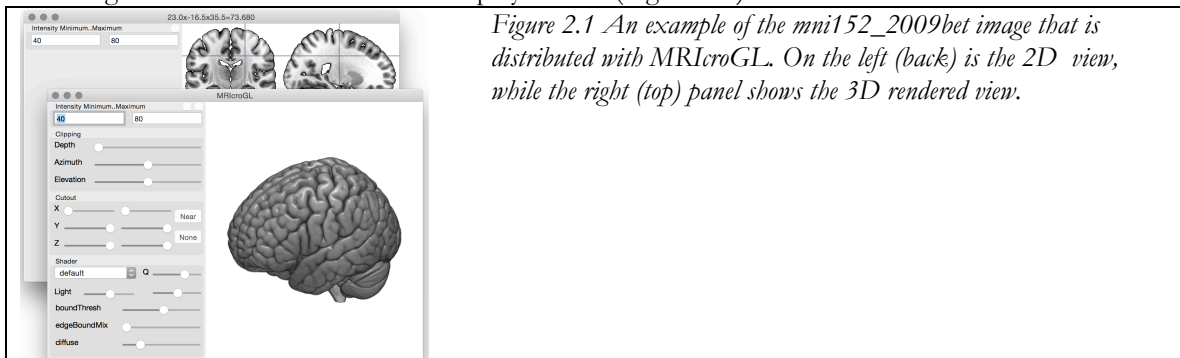 23.0x-16.5x35.5=73.680
Intensity Minimum..Maximum
40 80
MRIcroGL
Intensity Minimum..Maximum
40 80
Clipping
Depth
Azimuth
Elevation
Cutout
X
Near
Y
None
Z
Shader
default Q
Light
boundThresh
edgeBoundMix
diffuse
Figure 2.1 An example of the mni152_2009bet image that is
distributed with MRIcroGL. On the left (back) is the 2D view,
while the right (top) panel shows the 3D rendered view.